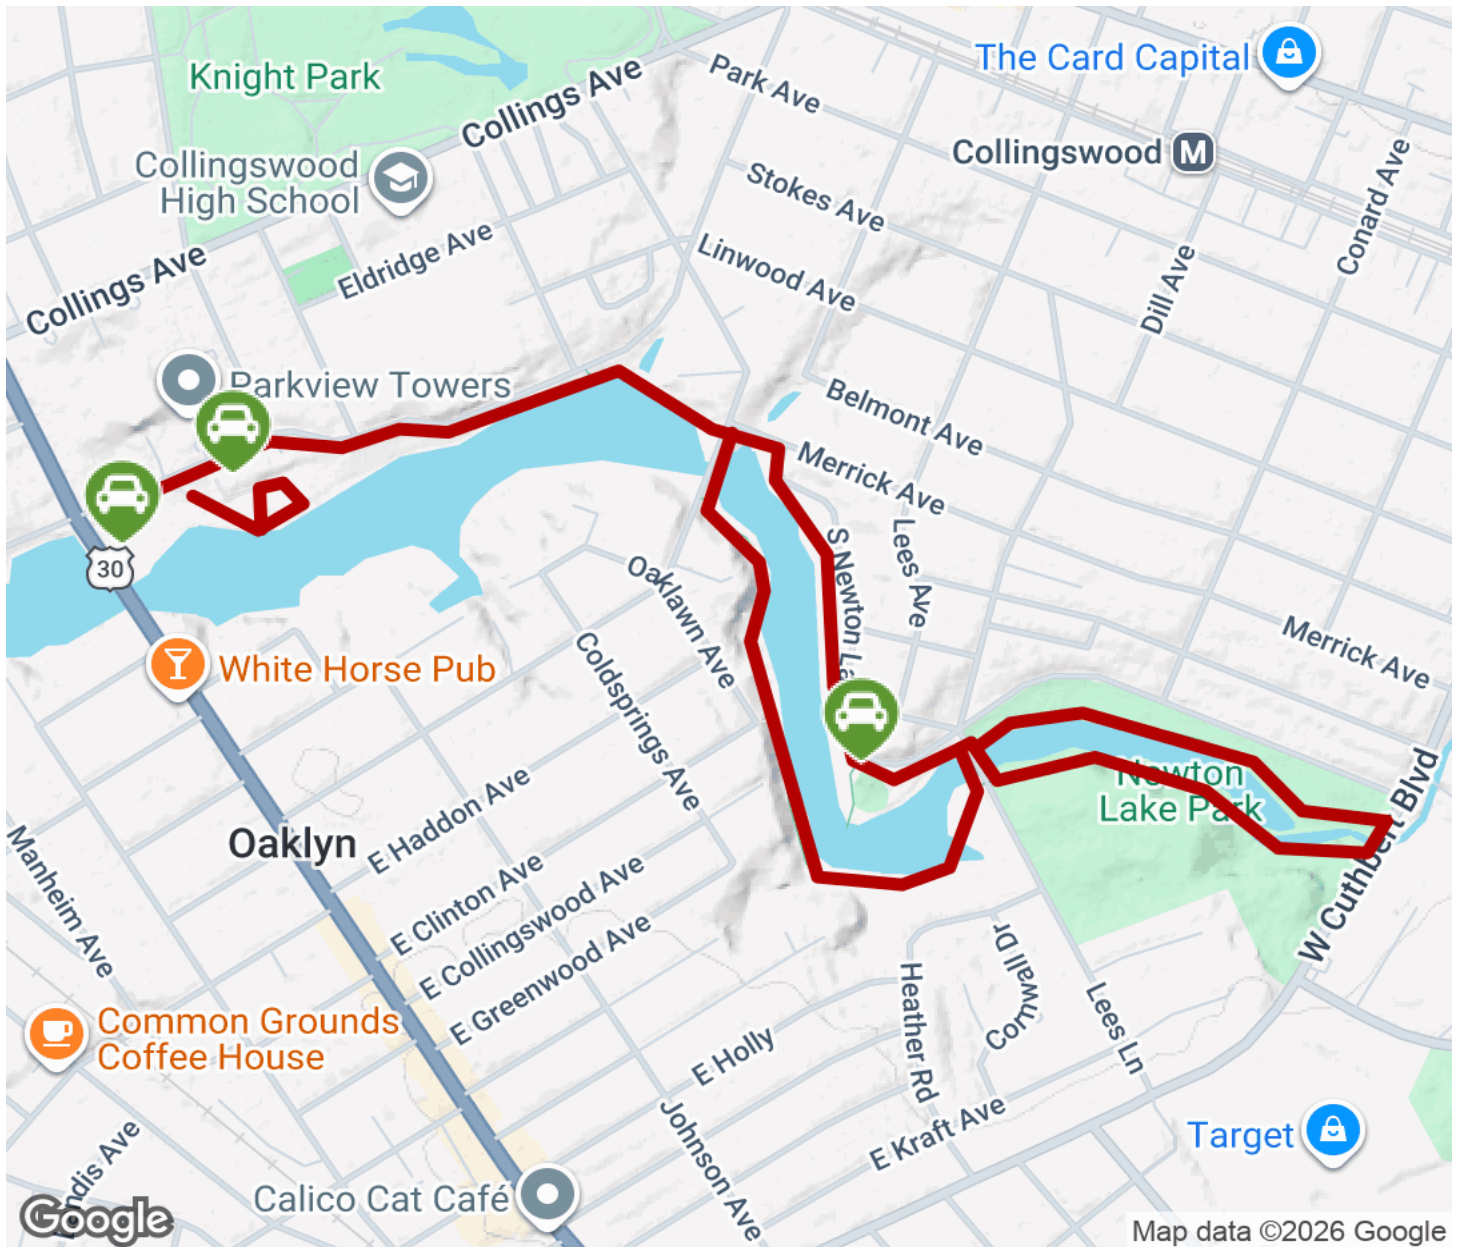 Knight Park
Collings Ave
Park Ave
The Card Capital
Collingswood
M
Conard Ave
Collingswood
High School
Stokes Ave
Eldridge Ave
Linwood Ave
Dill Ave
Collings Ave
Parkview Towers
Belmont Ave
Merrick Ave
S Newton La
Lees Ave
30
Oaklawn Ave
Merrick Ave
White Horse Pub
Coldsprings Ave
Newton
Lake Park
W Cuthbert Blvd
Oaklyn
E Haddon Ave
Manheim Ave
E Clinton Ave
E Collingswood Ave
E Greenwood Ave
Cornwall Dr
Heather Rd
Lees Ln
Common Grounds
Coffee House
E Holly
Johnson Ave
E Kraft Ave
Target
Calico Cat Café
Google
Map data ©2026 Google